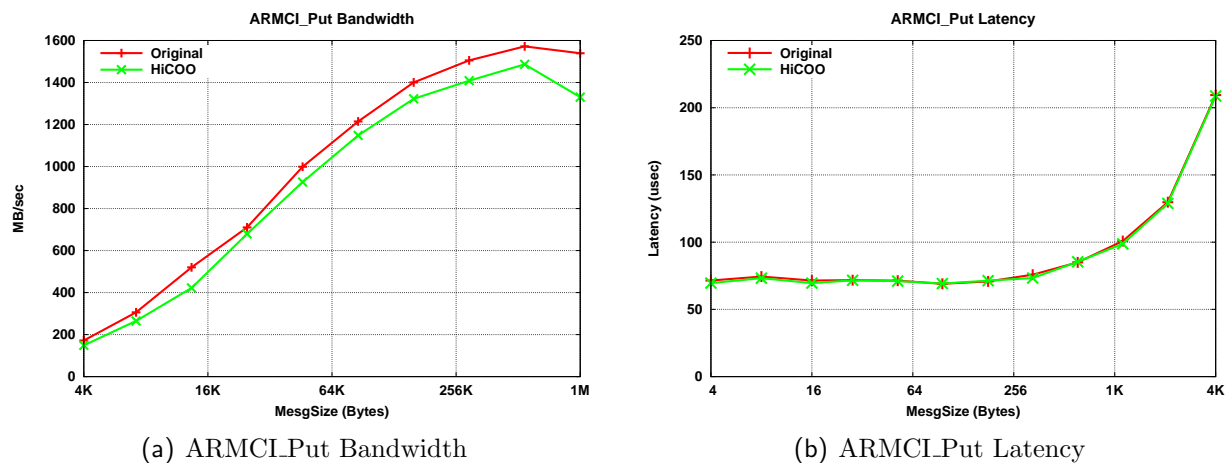 ARMCI_Put Bandwidth
1600
1400
1200
1000
800
600
400
200
0
MB/sec
Original
HiCOO
4K 16K 64K 256K 1M
MesgSize (Bytes)
(a) ARMCI_Put Bandwidth
ARMCI_Put Latency
250
200
150
100
50
0
Latency (usec)
Original
HiCOO
4 16 64 256 1K 4K
MesgSize (Bytes)
(b) ARMCI_Put Latency